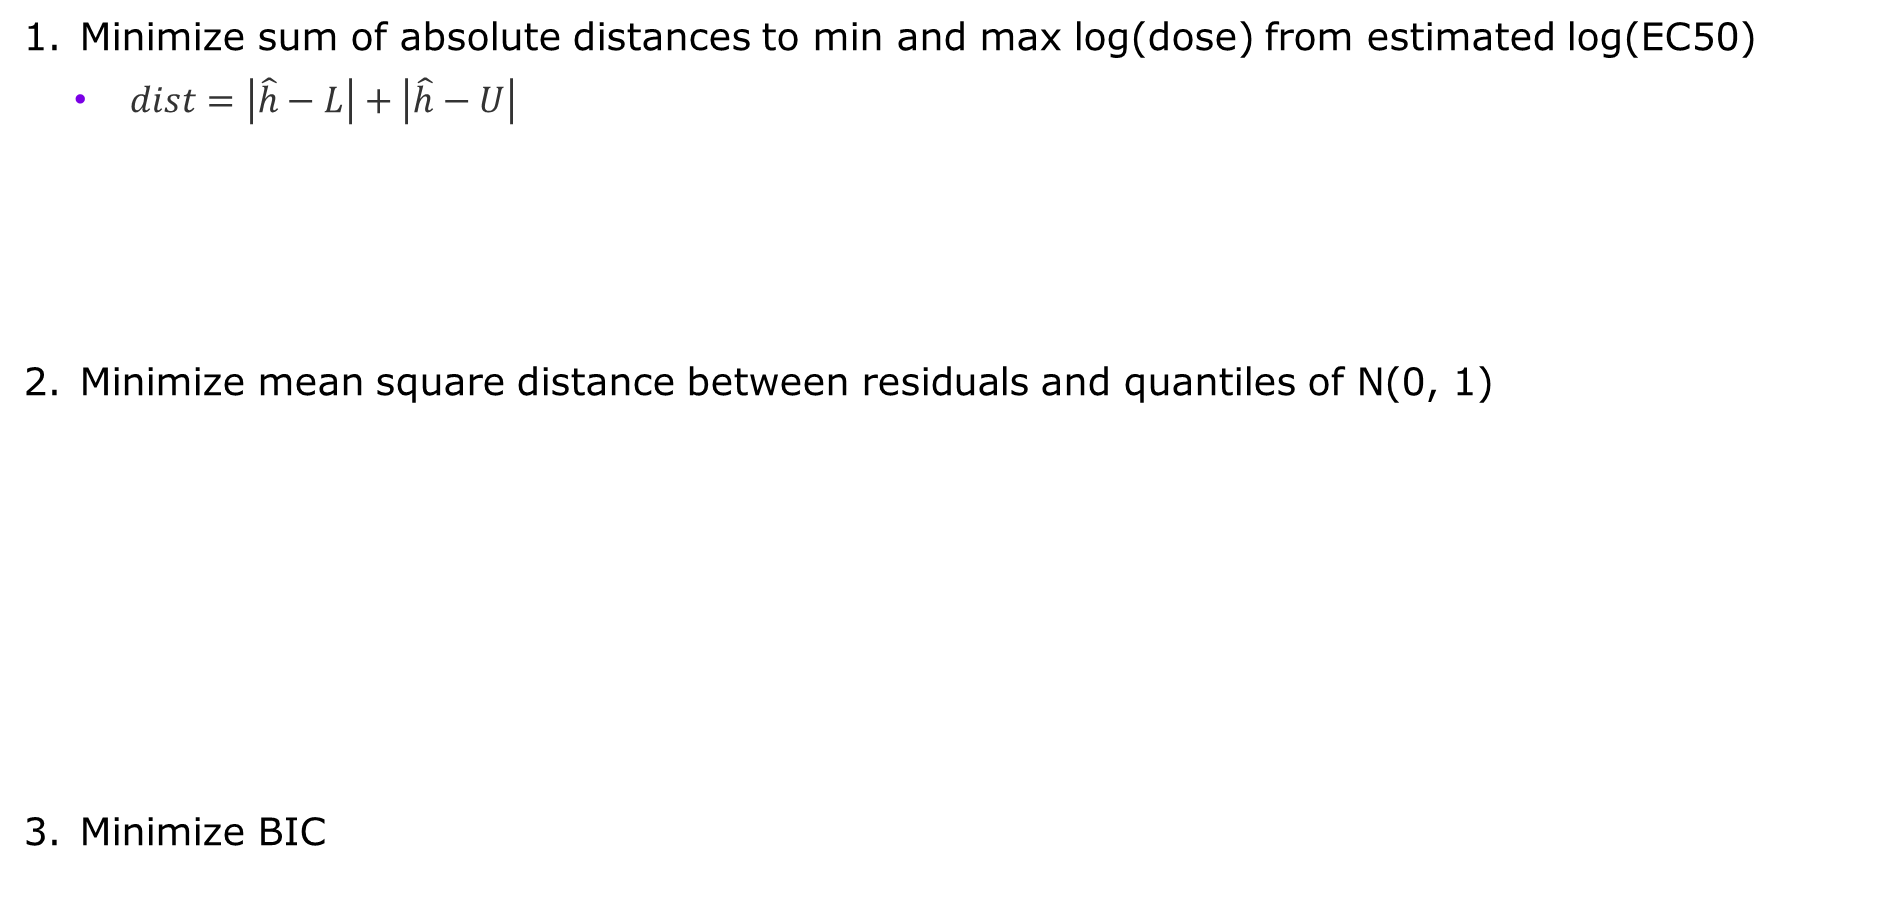 1. Minimize sum of absolute distances to min and max log(dose) from estimated log(EC50)
• dist = |ĥ – L| + |ĥ – U|
2. Minimize mean square distance between residuals and quantiles of N(0, 1)
3. Minimize BIC